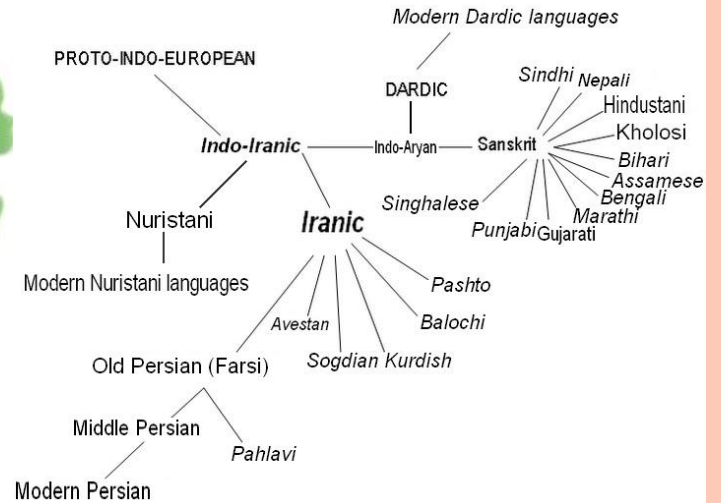 Modern Dardic languages
PROTO-INDO-EUROPEAN
DARDIC
Sindhi
Nepali
Hindustani
Kholosi
Indo-Iranic
Indo-Aryan
Sanskrit
Bihari
Assamese
Bengali
Marathi
Singhalese
Punjabi
Gujarati
Nuristani
Iranic
Modern Nuristani languages
Pashto
Avestan
Balochi
Sogdian
Kurdish
Old Persian (Farsi)
Middle Persian
Pahlavi
Modern Persian